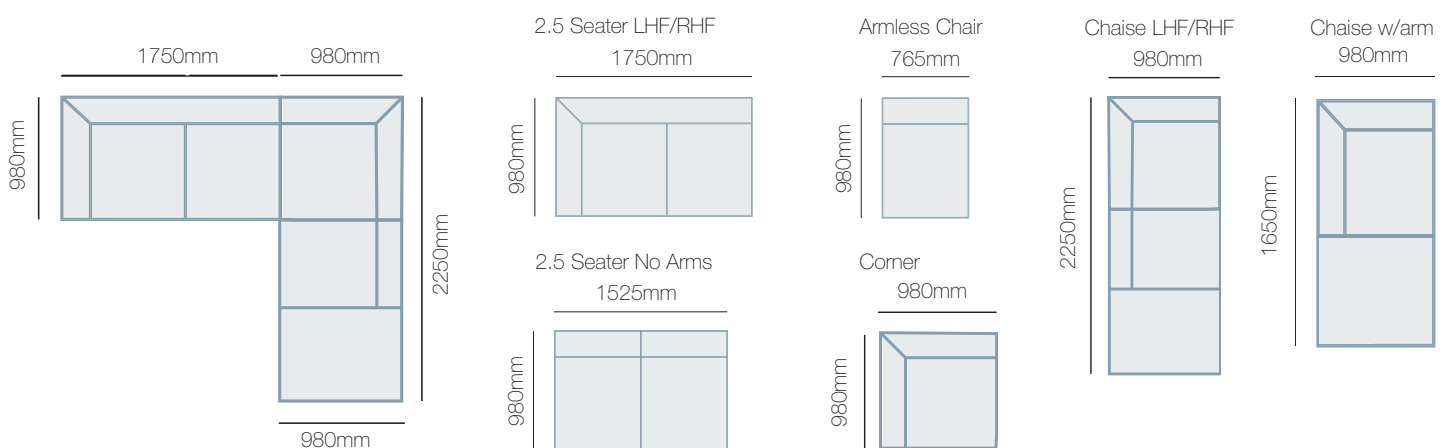 1750mm
980mm
980mm
2250mm
980mm
2.5 Seater LHF/RHF
1750mm
980mm
2.5 Seater No Arms
1525mm
980mm
Armless Chair
765mm
980mm
Corner
980mm
980mm
Chaise LHF/RHF
980mm
2250mm
Chaise w/arm
980mm
1650mm